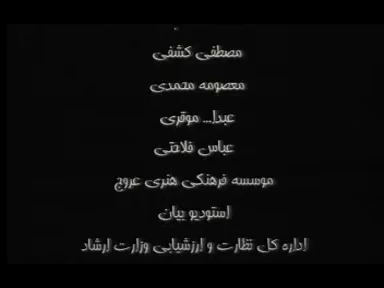 مصطفی کشفی
معصومه محمدی
عبدا... موقری
عباس فلاحتی
موسسه فرهنگی هنری عروج
استودیو بیان
اداره کل نظارت و ارزشیابی وزارت ارشاد